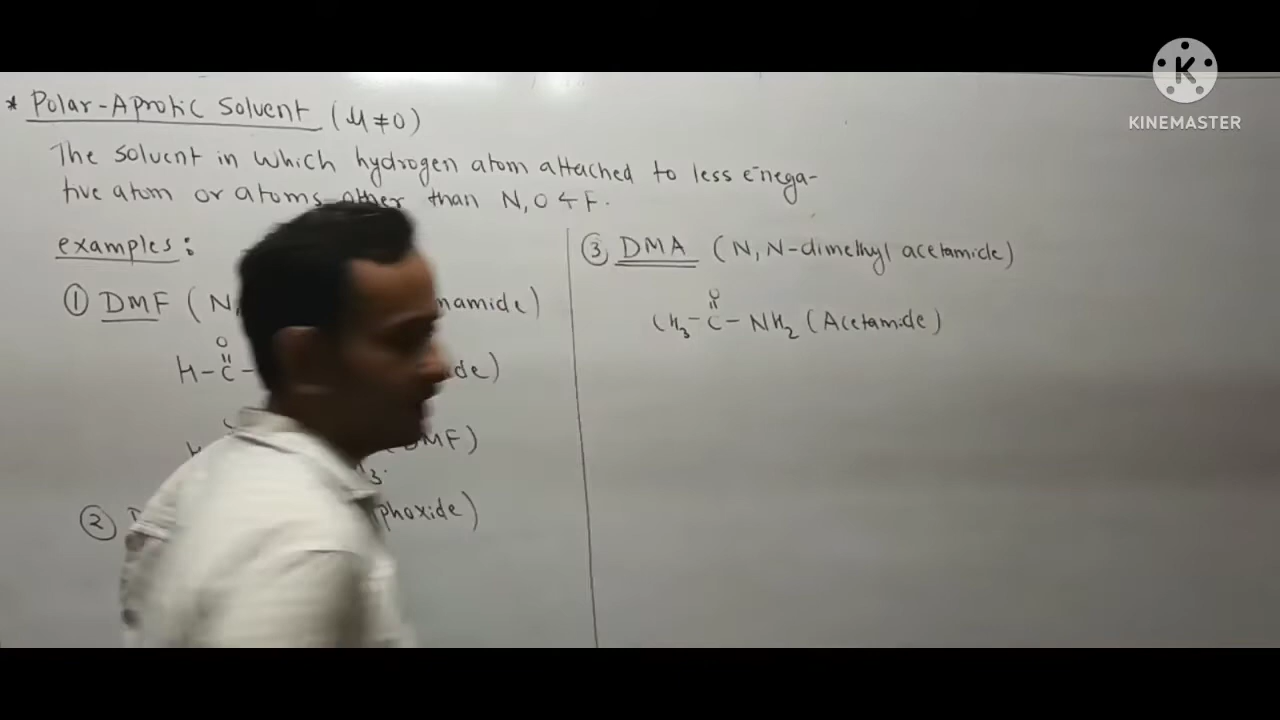 * Polar-Aprotic Solvent (μ≠0)
The solvent in which hydrogen atom attached to less e⁻nega-
tive atom or atoms other than N, O & F.
examples:
① DMF (N, namide)
O
H-C- ide)
DMF)
3.
② phoxide)
③ DMA (N, N-dimethyl acetamide)
O
CH₃-C-NH₂ (Acetamide)
KINEMASTER